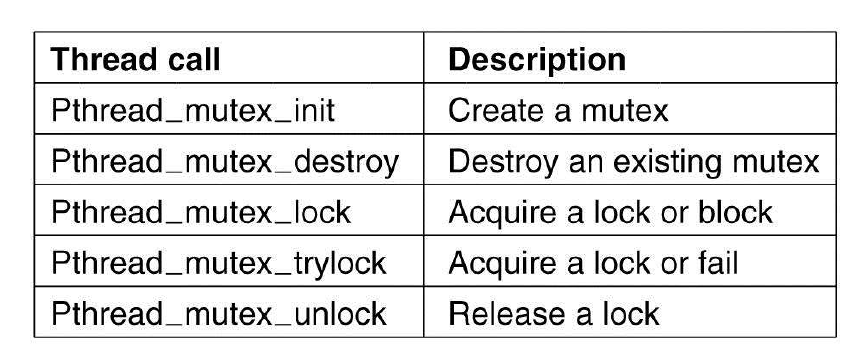 Thread call Description
Pthread_mutex_init Create a mutex
Pthread_mutex_destroy Destroy an existing mutex
Pthread_mutex_lock Acquire a lock or block
Pthread_mutex_trylock Acquire a lock or fail
Pthread_mutex_unlock Release a lock